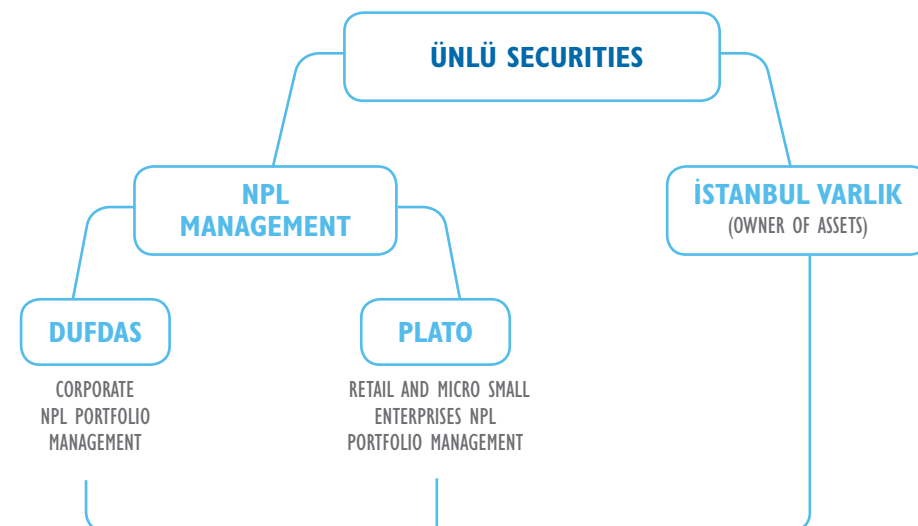 ÜNLÜ SECURITIES
NPL
MANAGEMENT
İSTANBUL VARLIK
(OWNER OF ASSETS)
DUFDAS
CORPORATE
NPL PORTFOLIO
MANAGEMENT
PLATO
RETAIL AND MICRO SMALL
ENTERPRISES NPL
PORTFOLIO MANAGEMENT